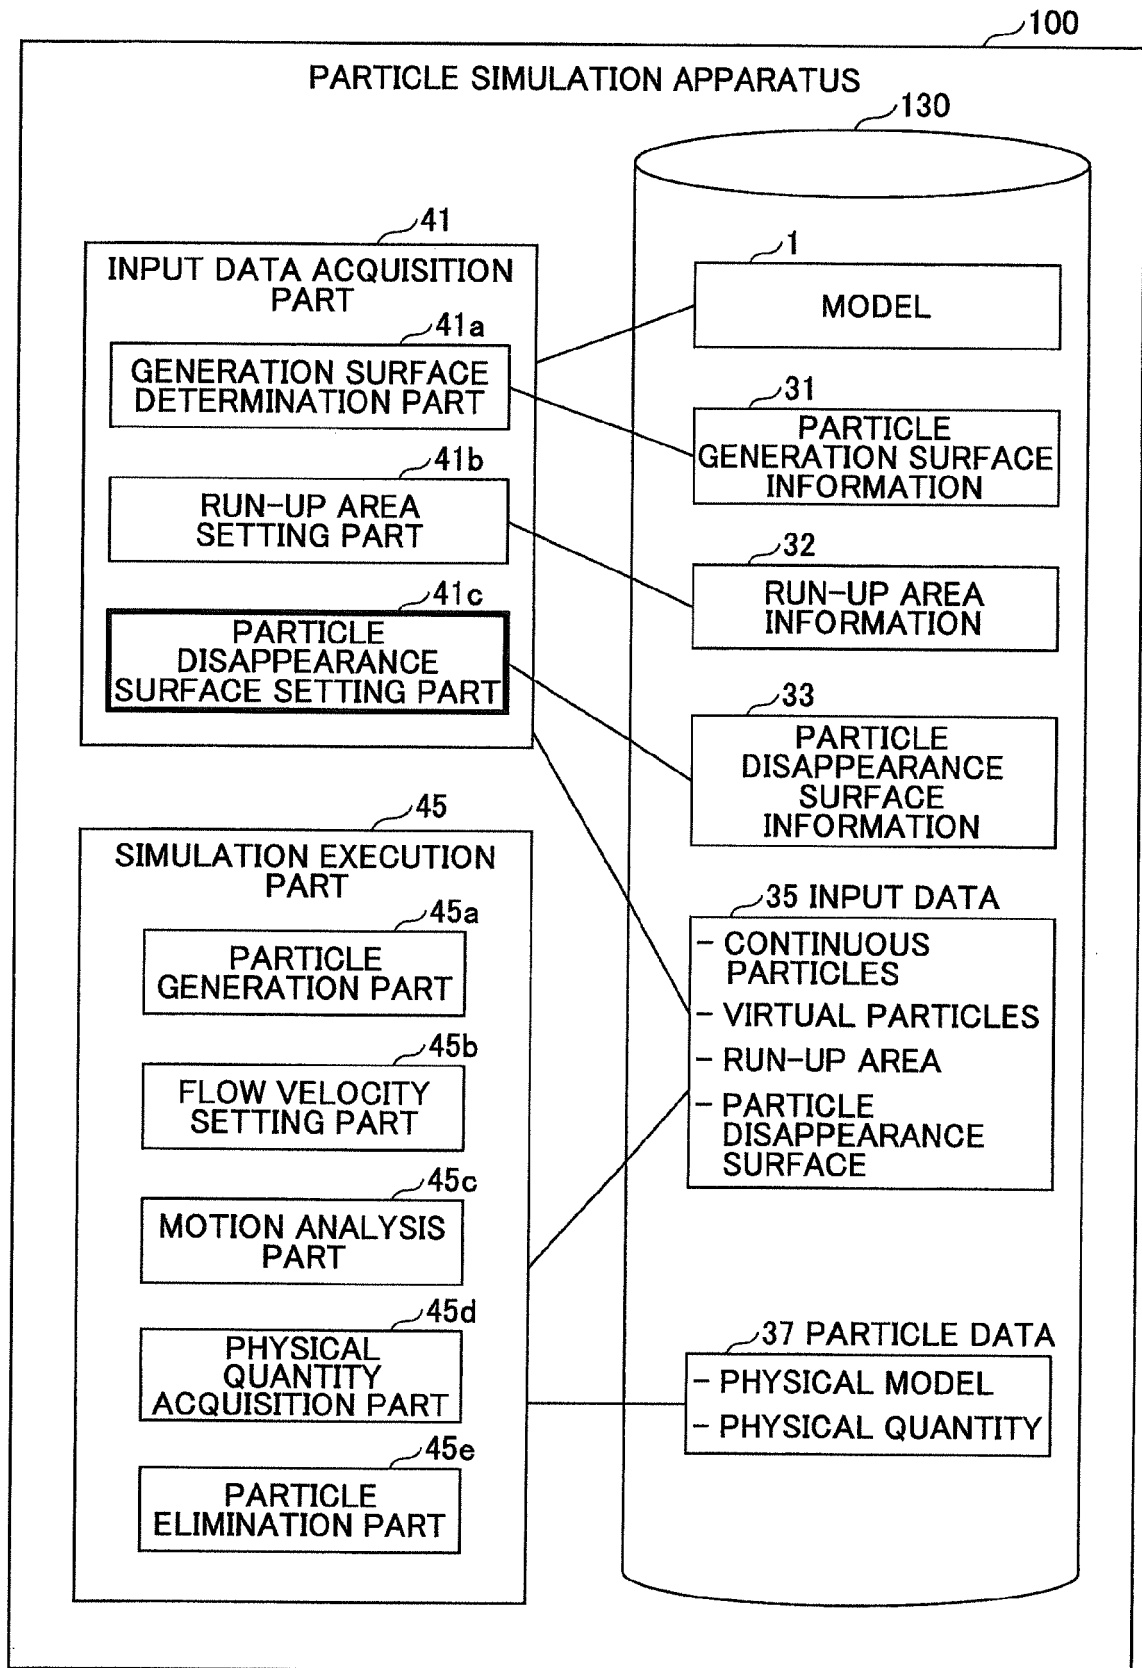 100
PARTICLE SIMULATION APPARATUS
130
41
INPUT DATA ACQUISITION
PART
41a
GENERATION SURFACE
DETERMINATION PART
41b
RUN-UP AREA
SETTING PART
41c
PARTICLE
DISAPPEARANCE
SURFACE SETTING PART
45
SIMULATION EXECUTION
PART
45a
PARTICLE
GENERATION PART
45b
FLOW VELOCITY
SETTING PART
45c
MOTION ANALYSIS
PART
45d
PHYSICAL
QUANTITY
ACQUISITION PART
45e
PARTICLE
ELIMINATION PART
1
MODEL
31
PARTICLE
GENERATION SURFACE
INFORMATION
32
RUN-UP AREA
INFORMATION
33
PARTICLE
DISAPPEARANCE
SURFACE
INFORMATION
35 INPUT DATA
- CONTINUOUS
PARTICLES
- VIRTUAL PARTICLES
- RUN-UP AREA
- PARTICLE
DISAPPEARANCE
SURFACE
37 PARTICLE DATA
- PHYSICAL MODEL
- PHYSICAL QUANTITY